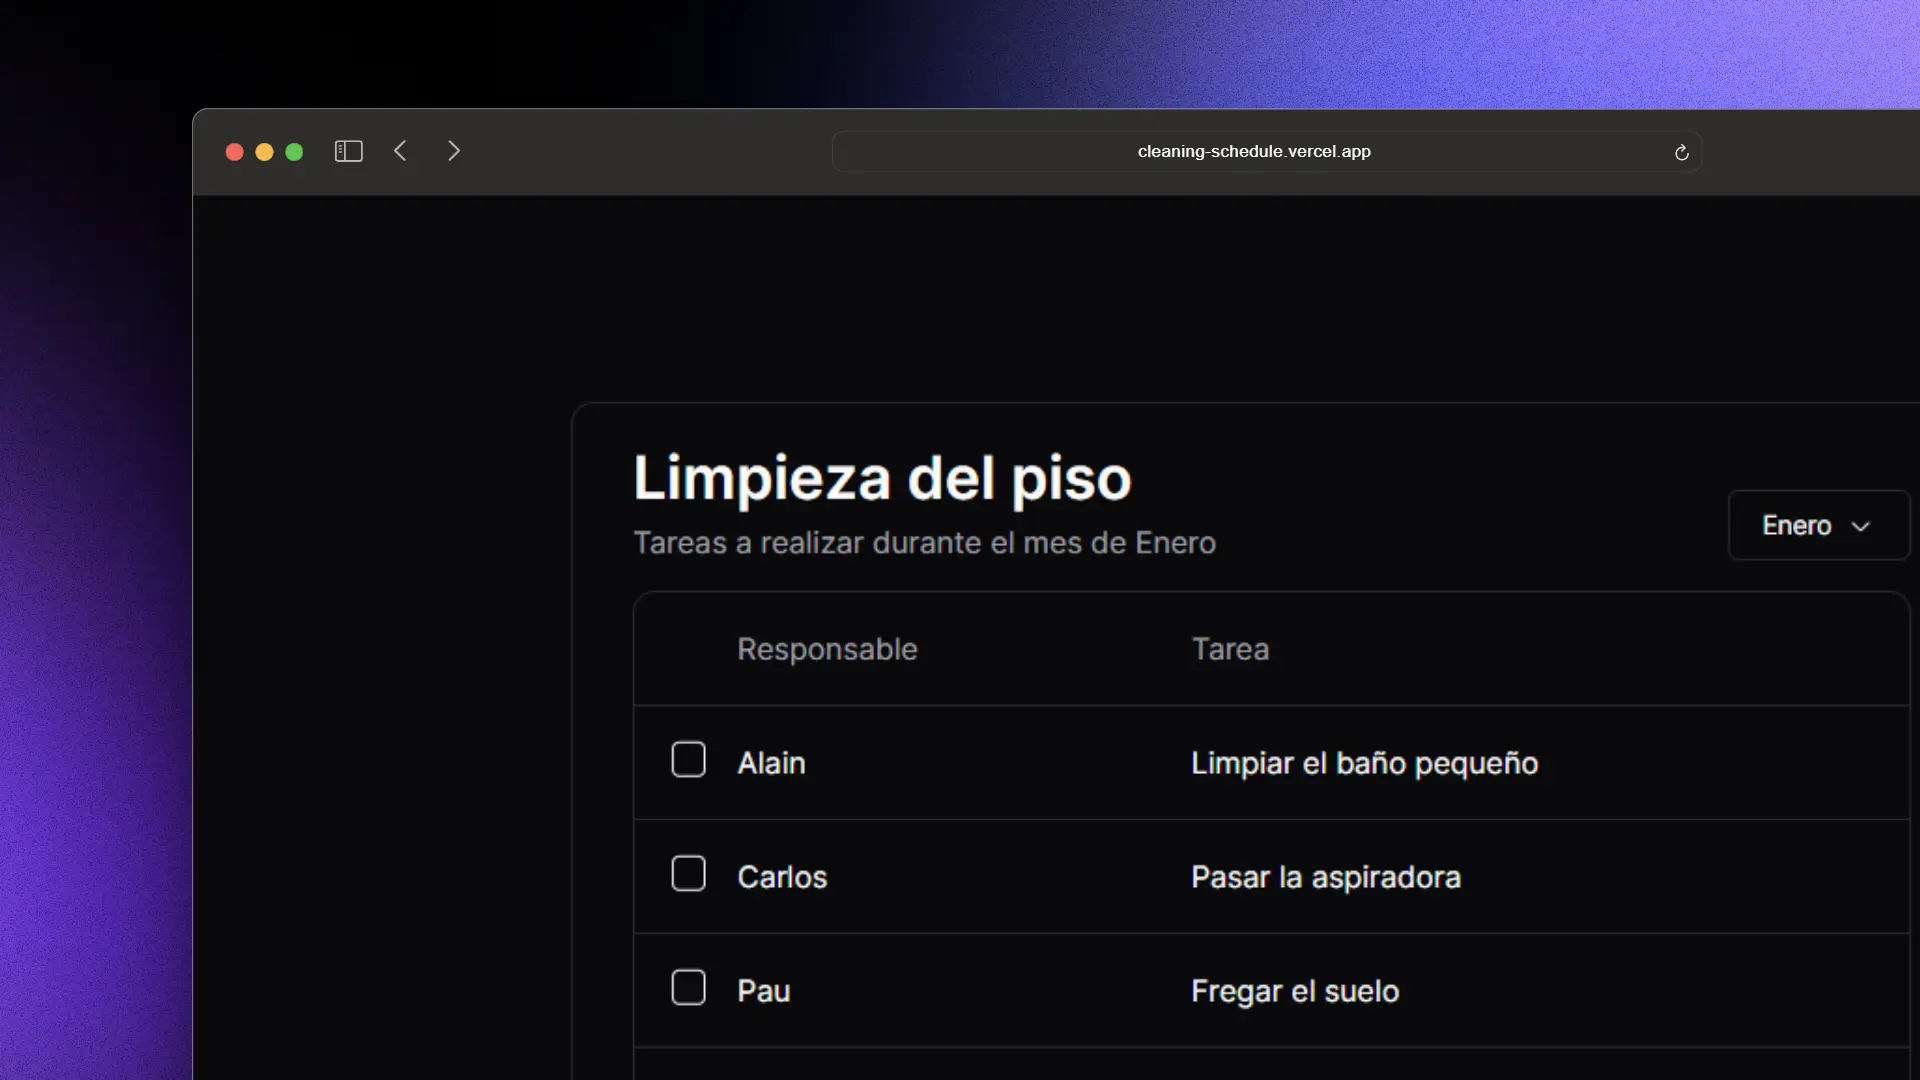 cleaning-schedule.vercel.app
Limpieza del piso
Tareas a realizar durante el mes de Enero
Enero
Responsable Tarea
Alain Limpiar el baño pequeño
Carlos Pasar la aspiradora
Pau Fregar el suelo